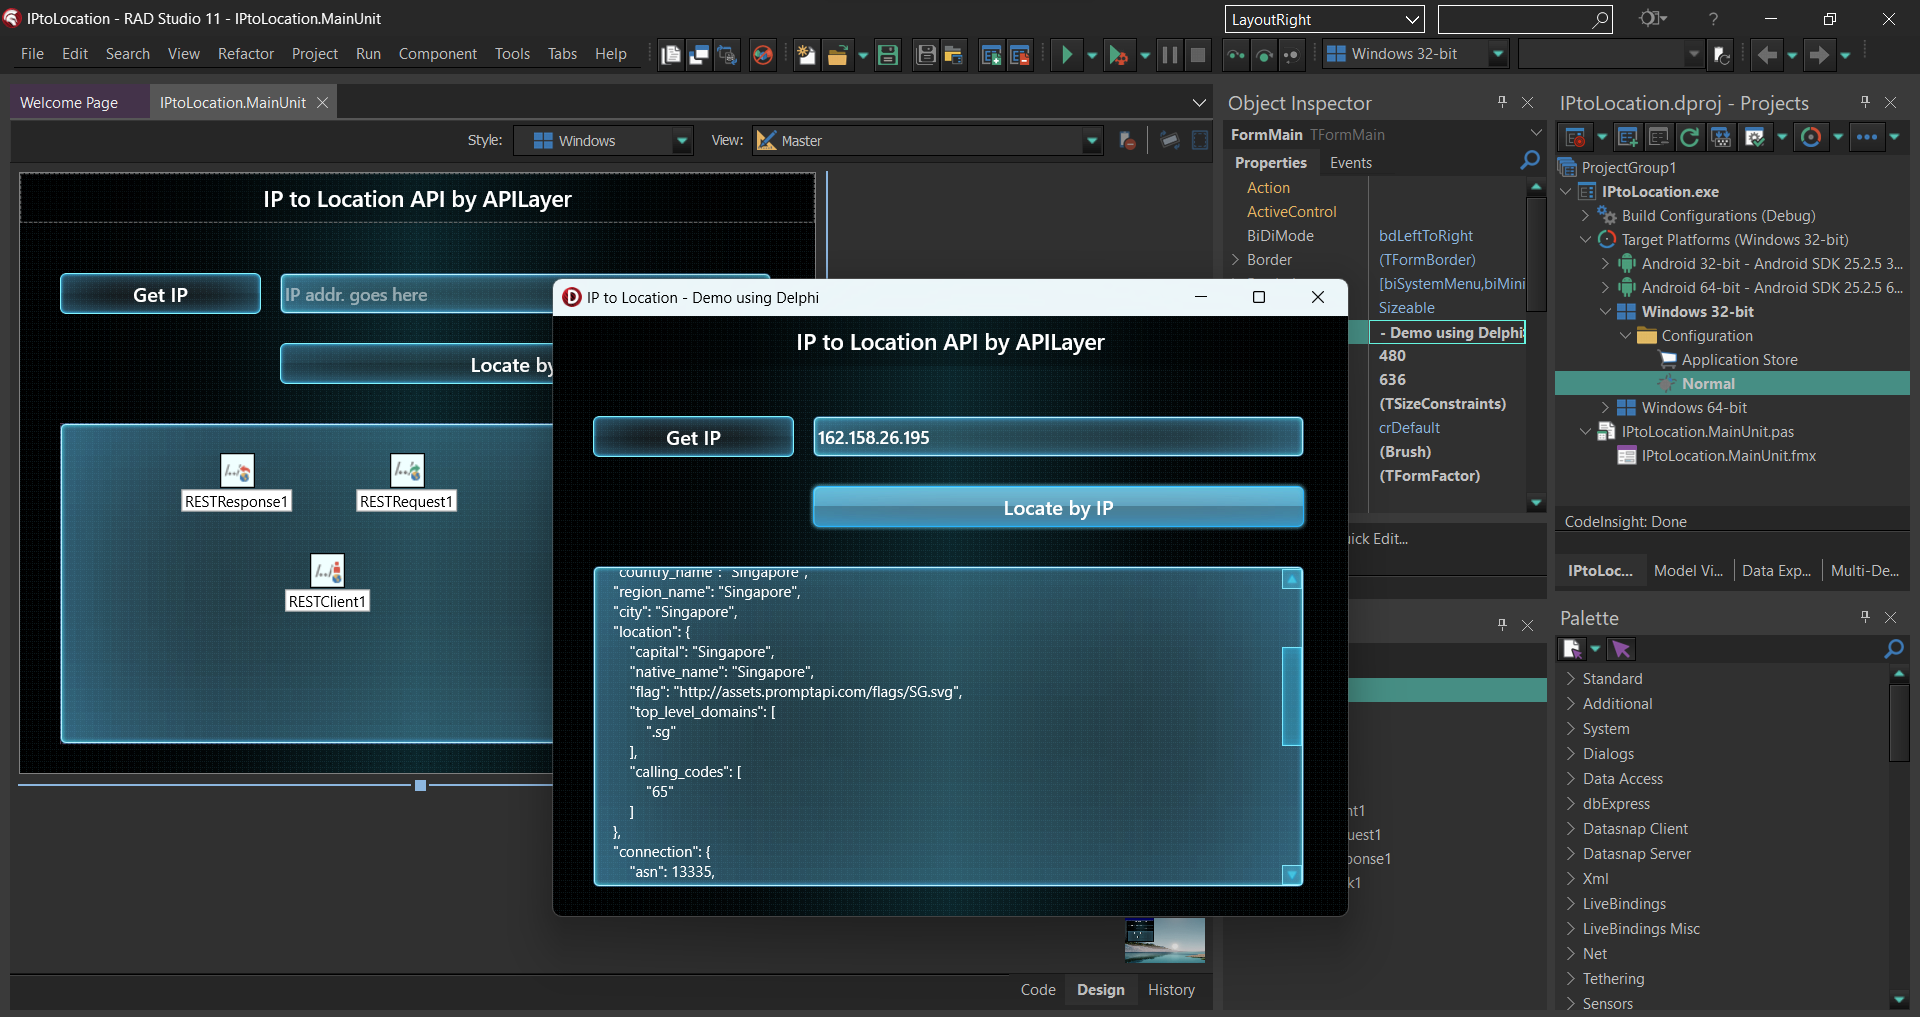 IPtoLocation - RAD Studio 11 - IPtoLocation.MainUnit
LayoutRight
File Edit Search View Refactor Project Run Component Tools Tabs Help
Windows 32-bit
Welcome Page
IPtoLocation.MainUnit
Style:
Windows
View:
Master
IP to Location API by APILayer
Get IP
IP addr. goes here
Locate by
RESTResponse1
RESTRequest1
RESTClient1
IP to Location - Demo using Delphi
IP to Location API by APILayer
Get IP
162.158.26.195
Locate by IP
"country_name": "Singapore",
"region_name": "Singapore",
"city": "Singapore",
"location": {
"capital": "Singapore",
"native_name": "Singapore",
"flag": "http://assets.promptapi.com/flags/SG.svg",
"top_level_domains": [
".sg"
],
"calling_codes": [
"65"
]
},
"connection": {
"asn": 13335,
Code Design History
Object Inspector
FormMain TFormMain
Properties Events
Action
ActiveControl
BiDiMode bdLeftToRight
Border (TFormBorder)
[biSystemMenu,biMini
Sizeable
- Demo using Delphi
480
636
(TSizeConstraints)
crDefault
(Brush)
(TFormFactor)
uick Edit...
nt1
uest1
ponse1
k1
IPtoLocation.dproj - Projects
ProjectGroup1
IPtoLocation.exe
Build Configurations (Debug)
Target Platforms (Windows 32-bit)
Android 32-bit - Android SDK 25.2.5 3...
Android 64-bit - Android SDK 25.2.5 6...
Windows 32-bit
Configuration
Application Store
Normal
Windows 64-bit
IPtoLocation.MainUnit.pas
IPtoLocation.MainUnit.fmx
CodeInsight: Done
IPtoLoc... Model Vi... Data Exp... Multi-De...
Palette
Standard
Additional
System
Dialogs
Data Access
dbExpress
Datasnap Client
Datasnap Server
Xml
LiveBindings
LiveBindings Misc
Net
Tethering
Sensors